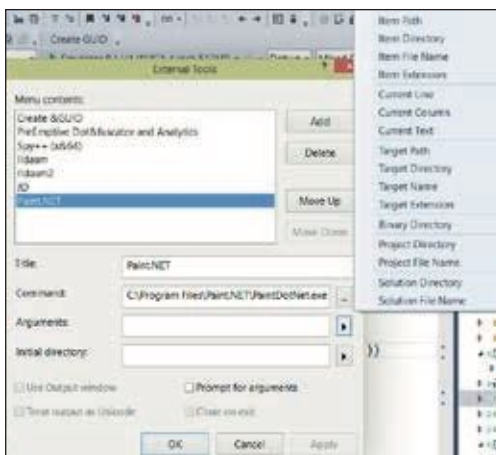 Create GUID
External Tools
Menu contents:
Create &GUID
PreEmptive Dotfuscator and Analytics
Spy++ (x&64)
ildasm
ildasm2
Paint.NET
Add
Delete
Move Up
Move Down
Title:
Paint.NET
Command:
C:\Program Files\Paint.NET\PaintDotNet.exe
Arguments:
Initial directory:
Use Output window
Prompt for arguments
Treat output as Unicode
Close on exit
OK
Cancel
Apply
Item Path
Item Directory
Item File Name
Item Extension
Current Line
Current Column
Current Text
Target Path
Target Directory
Target Name
Target Extension
Binary Directory
Project Directory
Project File Name
Solution Directory
Solution File Name
}}